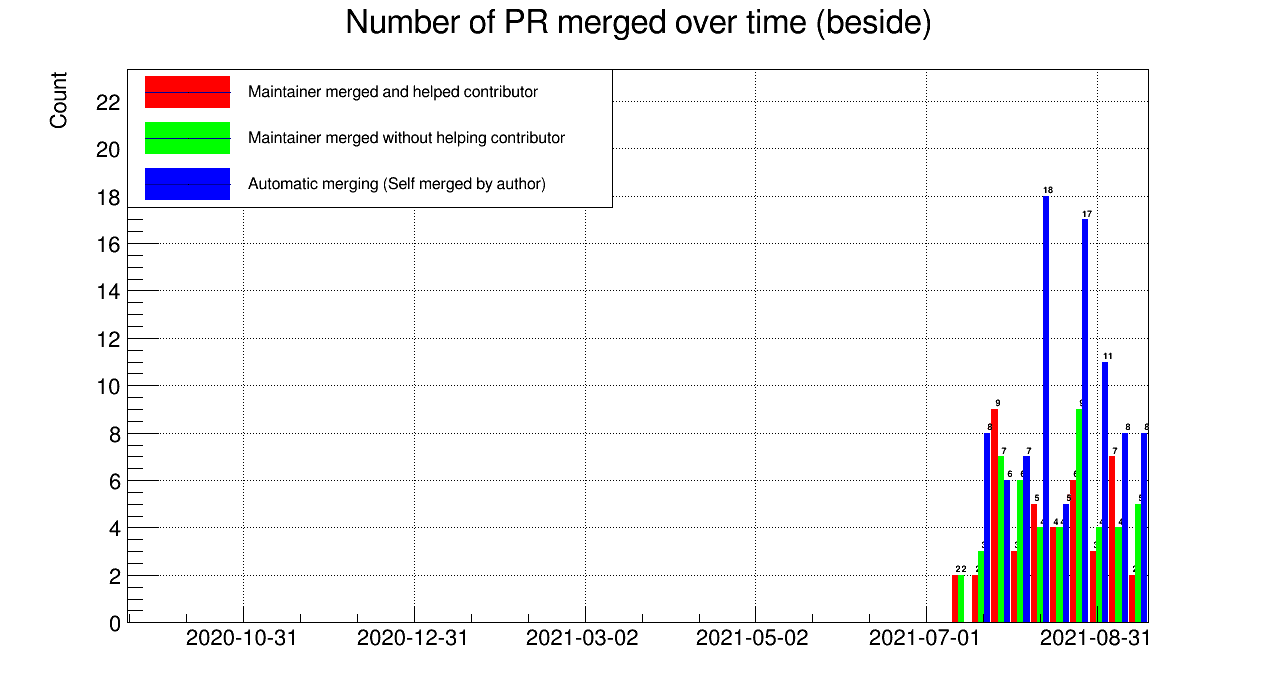 Number of PR merged over time (beside)
Count
Maintainer merged and helped contributor
Maintainer merged without helping contributor
Automatic merging (Self merged by author)
22
20
18
16
14
12
10
8
6
4
2
0
2 2
2 3 8
9 7 6
3 6 7
5 4 18
4 4 5
6 9 17
3 4 11
7 4 8
2 5 8
2020-10-31 2020-12-31 2021-03-02 2021-05-02 2021-07-01 2021-08-31